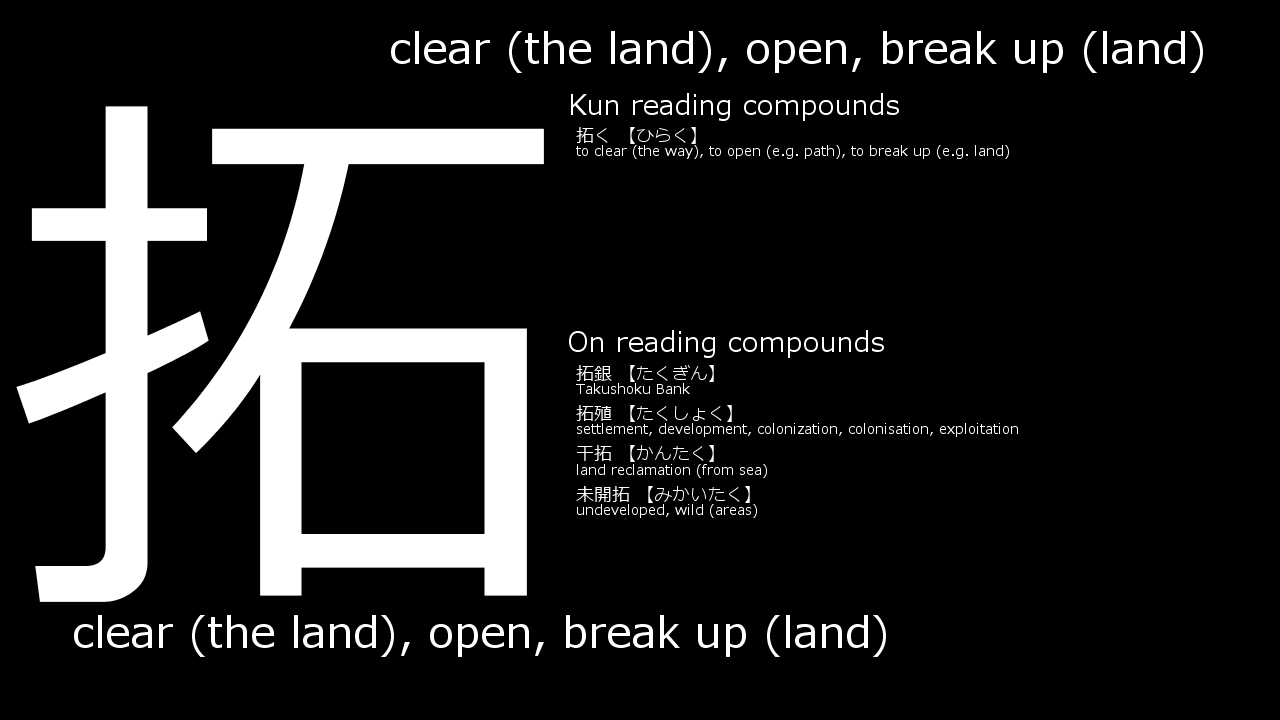 clear (the land), open, break up (land)
拓
Kun reading compounds
拓く 【ひらく】
to clear (the way), to open (e.g. path), to break up (e.g. land)
On reading compounds
拓銀 【たくぎん】
Takushoku Bank
拓殖 【たくしょく】
settlement, development, colonization, colonisation, exploitation
干拓 【かんたく】
land reclamation (from sea)
未開拓 【みかいたく】
undeveloped, wild (areas)
clear (the land), open, break up (land)